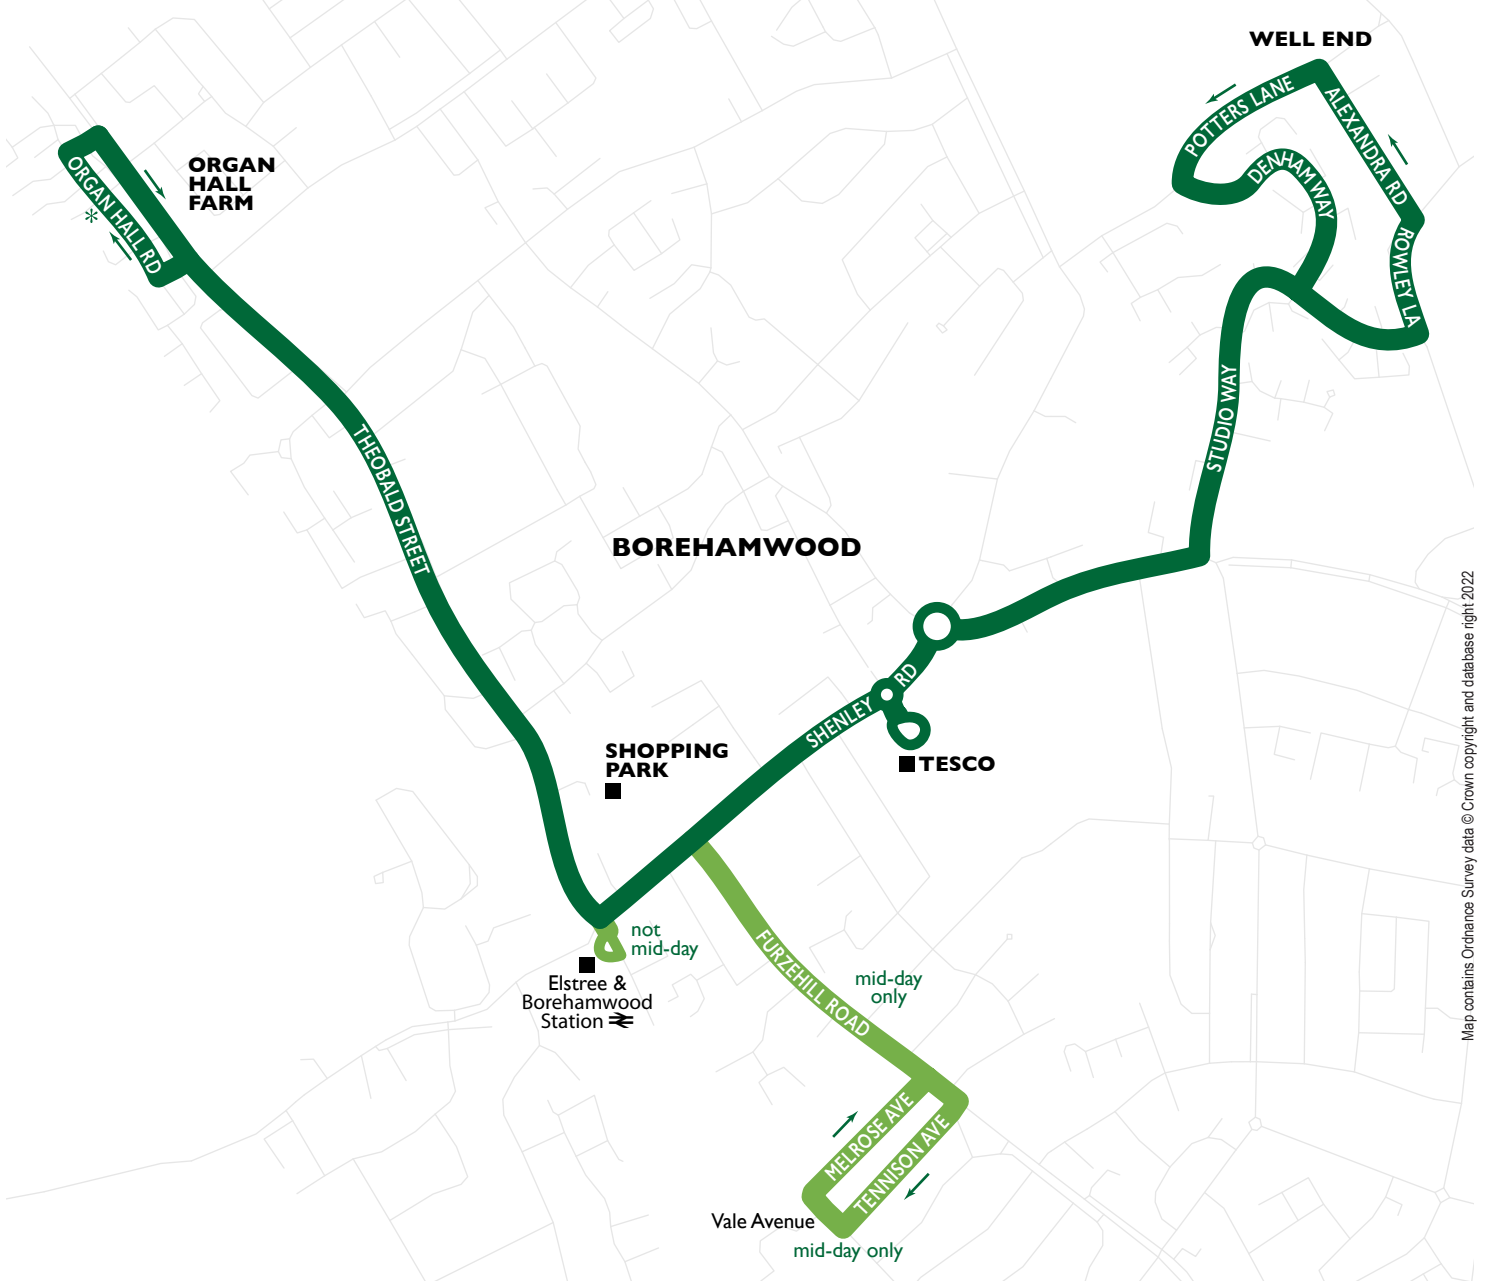 WELL END
POTTERS LANE
ALEXANDRA RD
DENHAM WAY
ROWLEY LA
ORGAN
HALL
FARM
ORGAN HALL RD
*
STUDIO WAY
THEOBALD STREET
BOREHAMWOOD
SHENLEY RD
SHOPPING
PARK
TESCO
not
mid-day
Elstree &
Borehamwood
Station
FURZEHILL ROAD
mid-day
only
MELROSE AVE
TENNISON AVE
Vale Avenue
mid-day only
Map contains Ordnance Survey data © Crown copyright and database right 2022